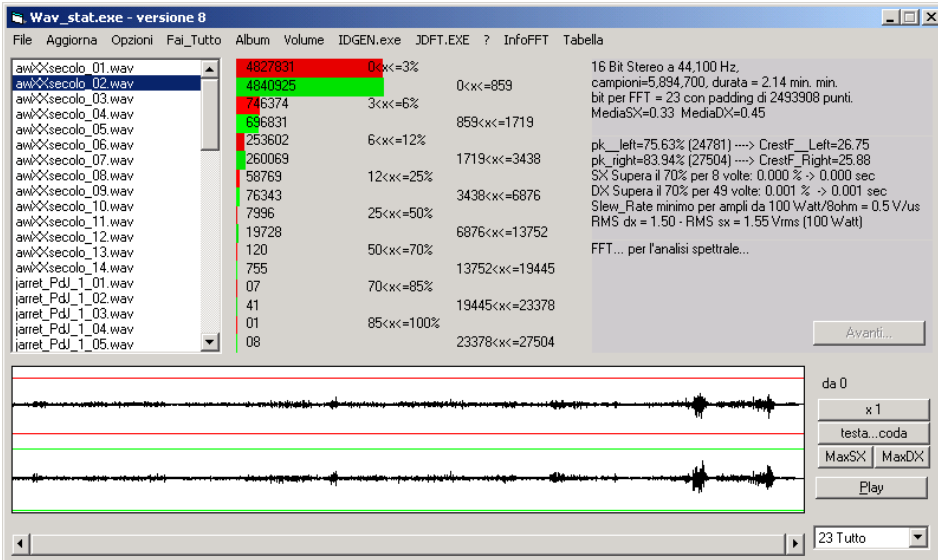 Wav_stat.exe - versione 8
File Aggiorna Opzioni Fai_Tutto Album Volume IDGEN.exe JDFT.EXE ? InfoFFT Tabella
awXXsecolo_01.wav
awXXsecolo_02.wav
awXXsecolo_03.wav
awXXsecolo_04.wav
awXXsecolo_05.wav
awXXsecolo_06.wav
awXXsecolo_07.wav
awXXsecolo_08.wav
awXXsecolo_09.wav
awXXsecolo_10.wav
awXXsecolo_11.wav
awXXsecolo_12.wav
awXXsecolo_13.wav
awXXsecolo_14.wav
jarret_PdJ_1_01.wav
jarret_PdJ_1_02.wav
jarret_PdJ_1_03.wav
jarret_PdJ_1_04.wav
jarret_PdJ_1_05.wav
4827831 0<x<=3%
4840925 0<x<=859
746374 3<x<=6%
696831 859<x<=1719
253602 6<x<=12%
260069 1719<x<=3438
58769 12<x<=25%
76343 3438<x<=6876
7996 25<x<=50%
19728 6876<x<=13752
120 50<x<=70%
755 13752<x<=19445
07 70<x<=85%
41 19445<x<=23378
01 85<x<=100%
08 23378<x<=27504
16 Bit Stereo a 44,100 Hz,
campioni=5,894,700, durata = 2.14 min. min.
bit per FFT = 23 con padding di 2493908 punti.
MediaSX=0.33 MediaDX=0.45
pk__left=75.63% (24781) ----> CrestF__Left=26.75
pk_right=83.94% (27504) ----> CrestF_Right=25.88
SX Supera il 70% per 8 volte: 0.000 % -> 0.000 sec
DX Supera il 70% per 49 volte: 0.001 % -> 0.001 sec
Slew_Rate minimo per ampli da 100 Watt/8ohm = 0.5 V/us
RMS dx = 1.50 - RMS sx = 1.55 Vrms (100 Watt)
FFT... per l'analisi spettrale...
Avanti...
da 0
x 1
testa...coda
MaxSX MaxDX
Play
23 Tutto